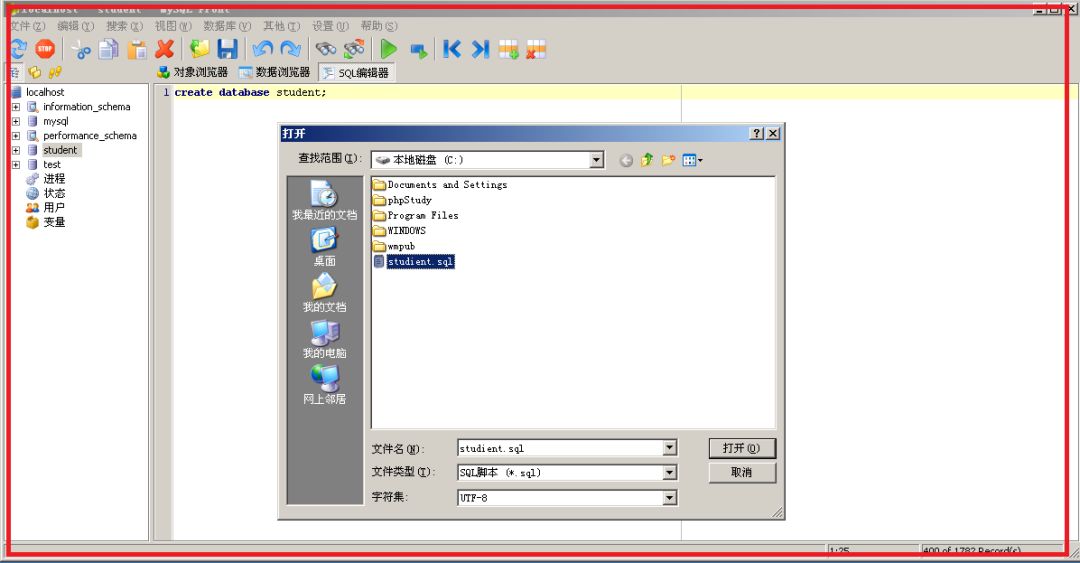 localhost - student - MySQL-Front
文件(Z) 编辑(Y) 搜索(X) 视图(W) 数据库(V) 其他(T) 设置(U) 帮助(S)
STOP
对象浏览器 数据浏览器 SQL编辑器
localhost
information_schema
mysql
performance_schema
student
test
进程
状态
用户
变量
1 create database student;
打开
查找范围(I): 本地磁盘 (C:)
我最近的文档
桌面
我的文档
我的电脑
网上邻居
Documents and Settings
phpStudy
Program Files
WINDOWS
wmpub
studient.sql
文件名(N): studient.sql 打开(O)
文件类型(T): SQL脚本 (*.sql) 取消
字符集: UTF-8
1:25 400 of 1782 Record(s)